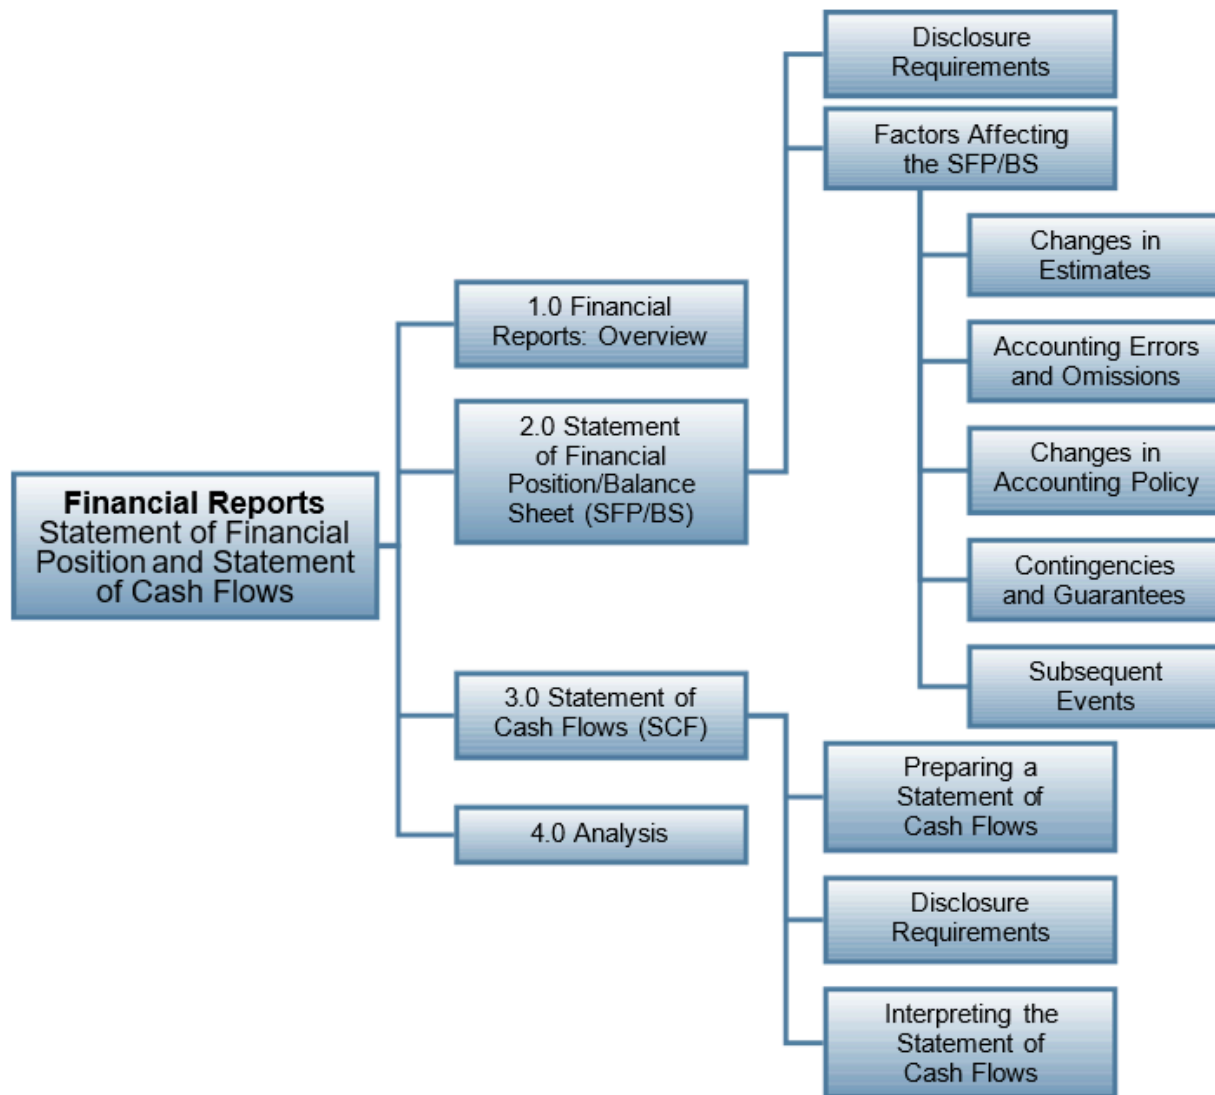 Financial Reports
Statement of Financial
Position and Statement
of Cash Flows
1.0 Financial
Reports: Overview
2.0 Statement
of Financial
Position/Balance
Sheet (SFP/BS)
Disclosure
Requirements
Factors Affecting
the SFP/BS
Changes in
Estimates
Accounting Errors
and Omissions
Changes in
Accounting Policy
Contingencies
and Guarantees
Subsequent
Events
3.0 Statement of
Cash Flows (SCF)
Preparing a
Statement of
Cash Flows
Disclosure
Requirements
Interpreting the
Statement of
Cash Flows
4.0 Analysis